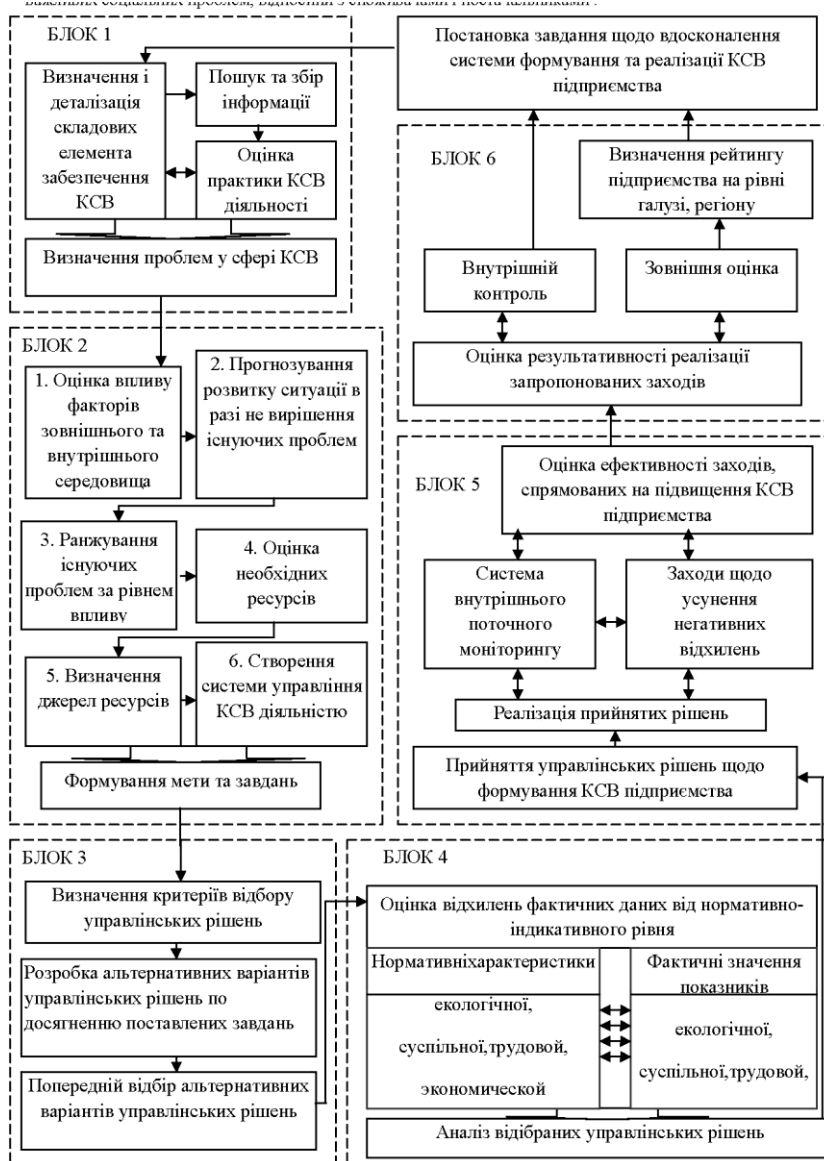 важливих соціальних проблем, відносини з споживачами і постачальниками .
БЛОК 1
Визначення і
деталізація
складових
елемента
забезпечення
КСВ
Пошук та збір
інформації
Оцінка
практики КСВ
діяльності
Визначення проблем у сфері КСВ
Постановка завдання щодо вдосконалення
системи формування та реалізації КСВ
підприємства
БЛОК 6
Визначення рейтингу
підприємства на рівні
галузі, регіону
Внутрішній
контроль
Зовнішня оцінка
Оцінка результативності реалізації
запропонованих заходів
БЛОК 2
1. Оцінка впливу
факторів
зовнішнього та
внутрішнього
середовища
2. Прогнозування
розвитку ситуації в
разі не вирішення
існуючих проблем
3. Ранжування
існуючих
проблем за рівнем
впливу
4. Оцінка
необхідних
ресурсів
5. Визначення
джерел ресурсів
6. Створення
системи управління
КСВ діяльністю
Формування мети та завдань
БЛОК 5
Оцінка ефективності заходів,
спрямованих на підвищення КСВ
підприємства
Система
внутрішнього
поточного
моніторингу
Заходи щодо
усунення
негативних
відхилень
Реалізація прийнятих рішень
Прийняття управлінських рішень щодо
формування КСВ підприємства
БЛОК 3
Визначення критеріїв відбору
управлінських рішень
Розробка альтернативних варіантів
управлінських рішень по
досягненню поставлених завдань
Попередній відбір альтернативних
варіантів управлінських рішень
БЛОК 4
Оцінка відхилень фактичних даних від нормативно-
індикативного рівня
Нормативніхарактеристики
екологічної,
суспільної,трудовой,
экономической
Фактичні значення
показників
екологічної,
суспільної,трудовой,
Аналіз відібраних управлінських рішень